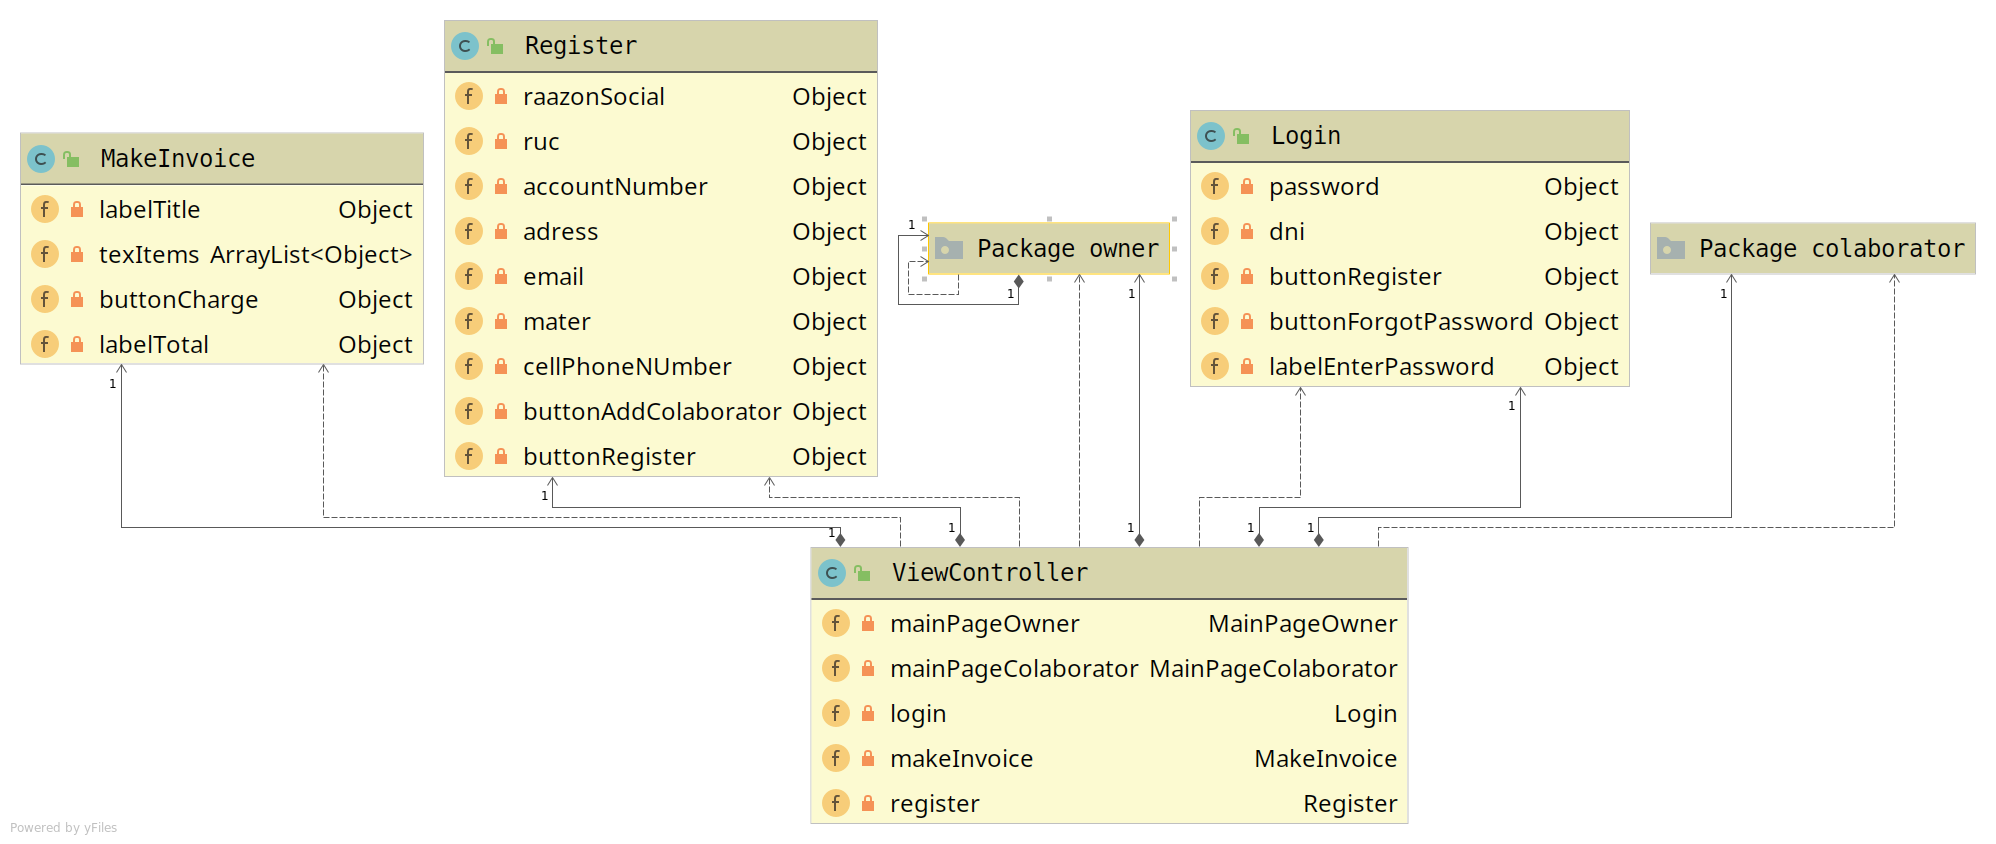 Register
raazonSocial Object
ruc Object
accountNumber Object
adress Object
email Object
mater Object
cellPhoneNUmber Object
buttonAddColaborator Object
buttonRegister Object
MakeInvoice
labelTitle Object
texItems ArrayList<Object>
buttonCharge Object
labelTotal Object
Package owner
Login
password Object
dni Object
buttonRegister Object
buttonForgotPassword Object
labelEnterPassword Object
Package colaborator
1
1
1
1
1
1
1
1
1
1
1
1
ViewController
mainPageOwner MainPageOwner
mainPageColaborator MainPageColaborator
login Login
makeInvoice MakeInvoice
register Register
Powered by yFiles